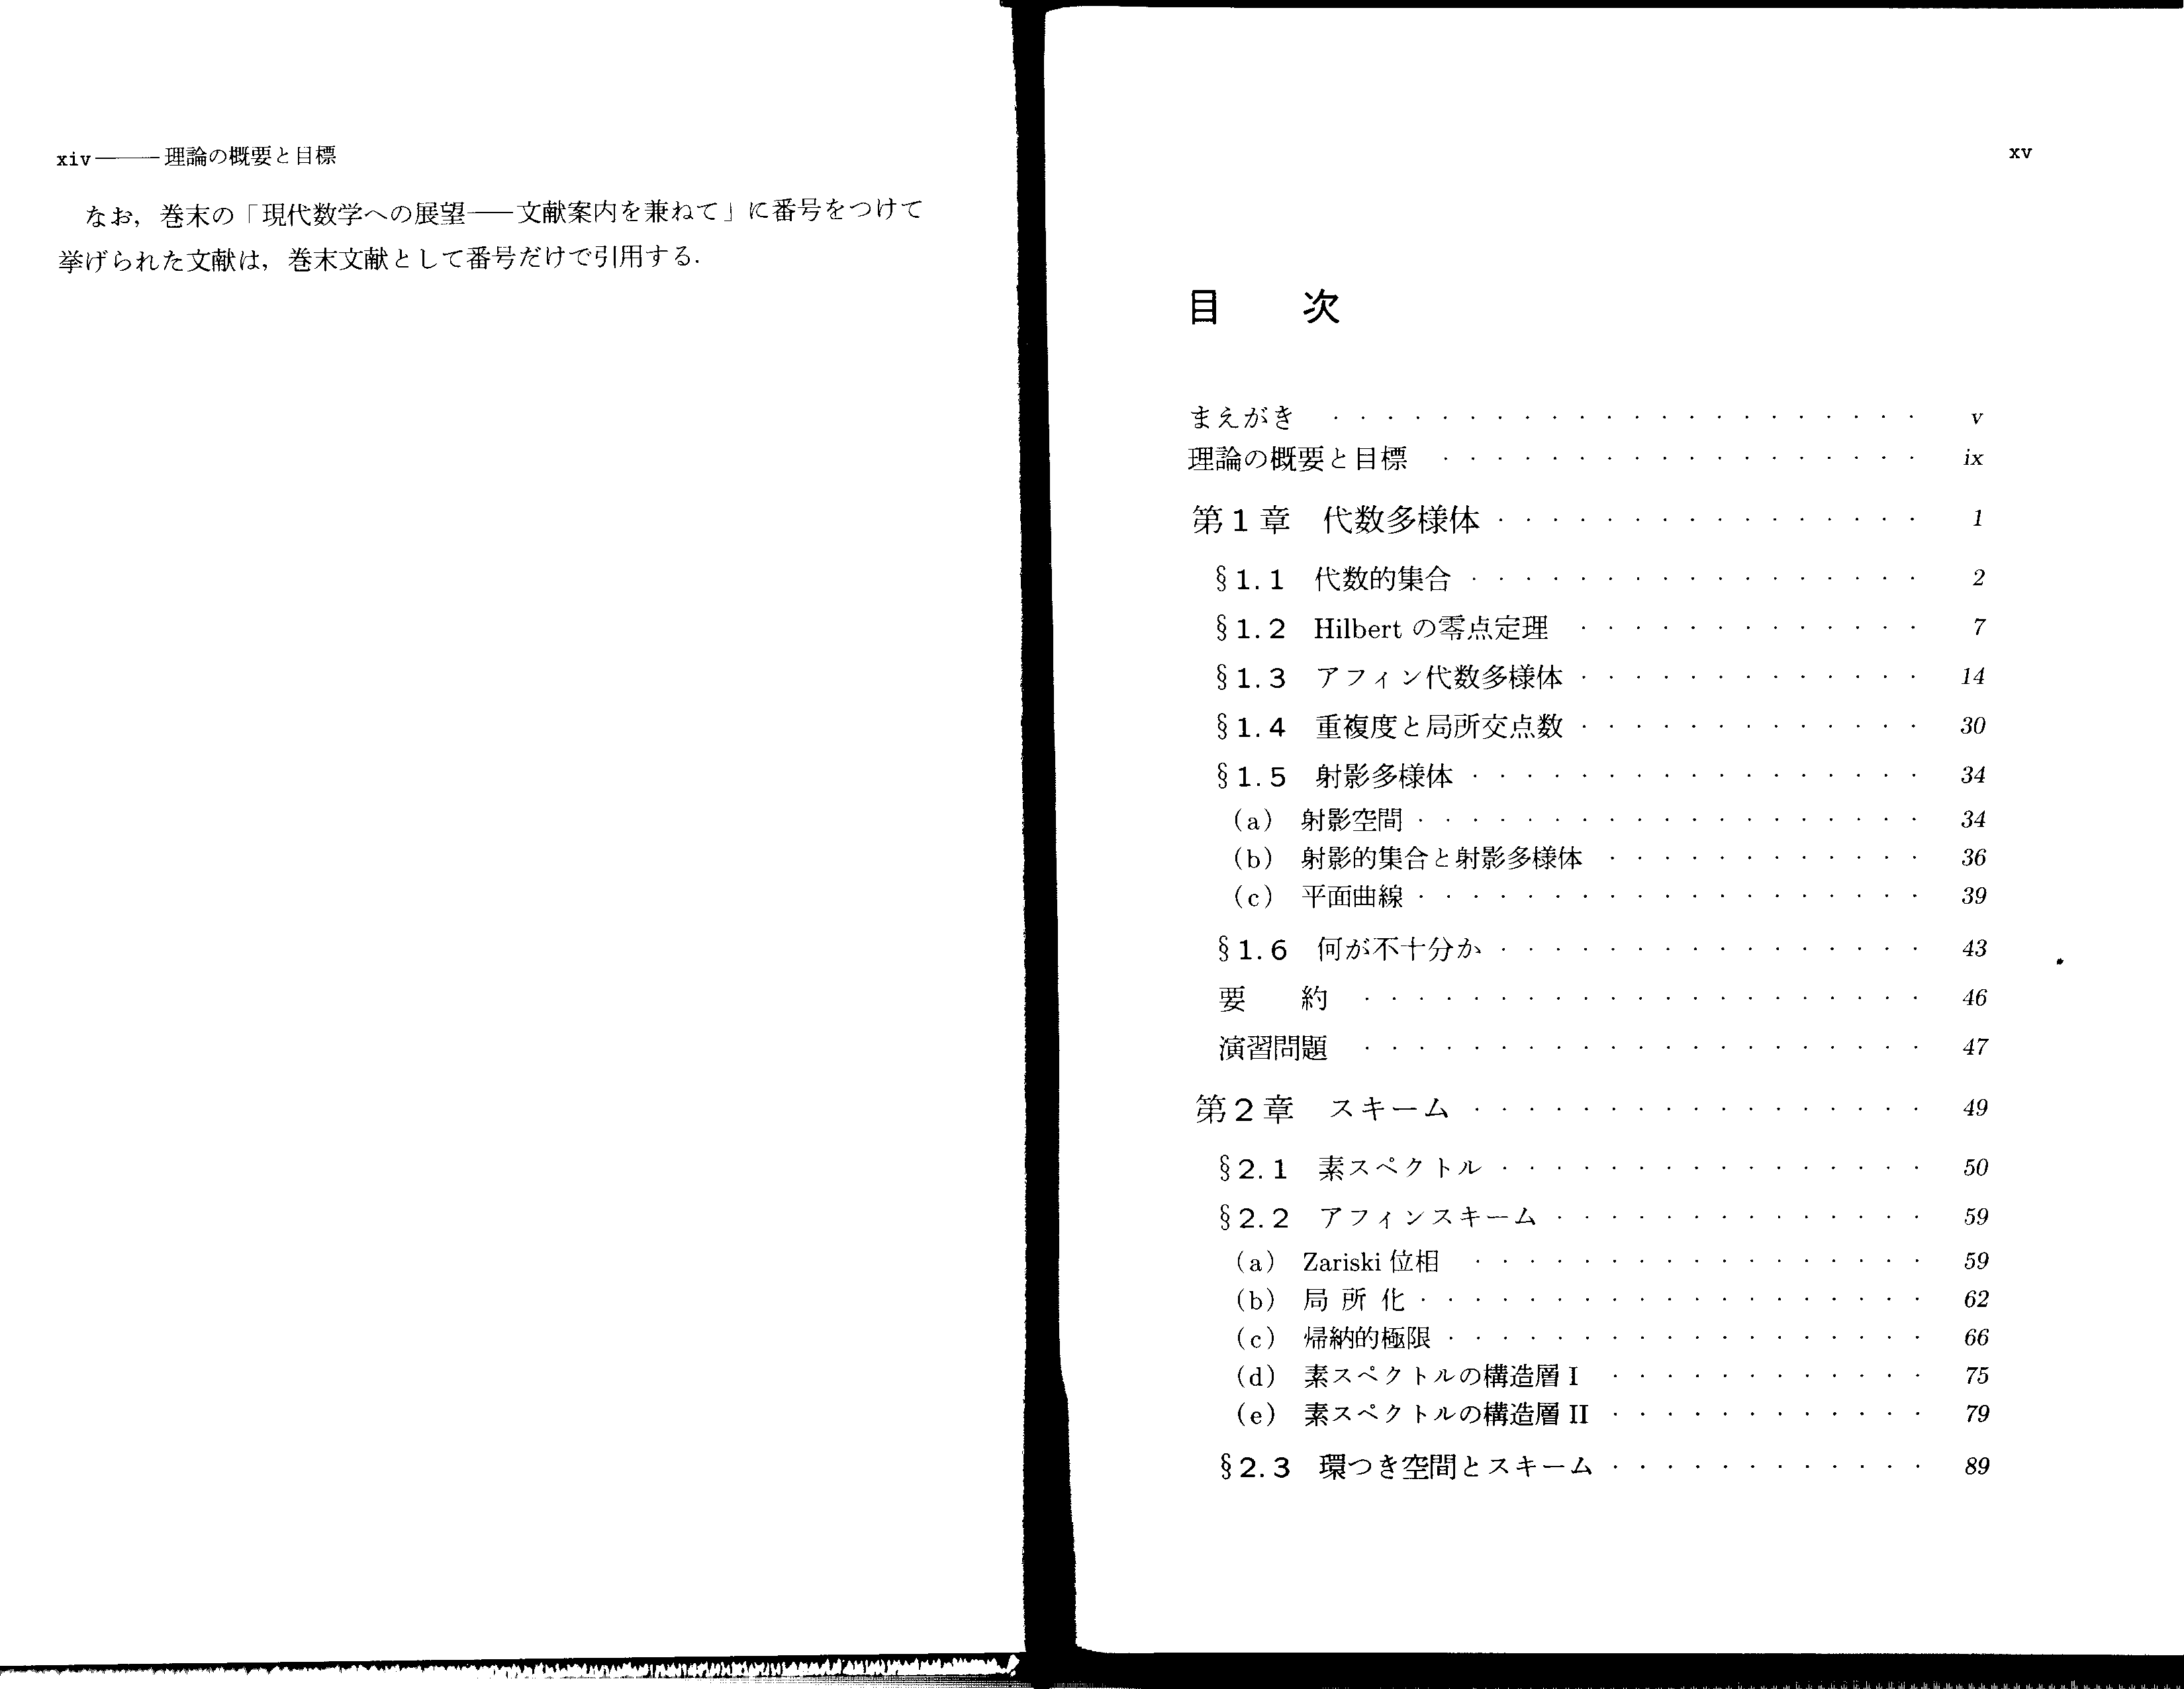 xiv――理論の概要と目標
なお，巻末の「現代数学への展望――文献案内を兼ねて」に番号をつけて
挙げられた文献は，巻末文献として番号だけで引用する．
xv
目　次
まえがき ・・・・・・・・・・・・・・・・・・・・・・ v
理論の概要と目標 ・・・・・・・・・・・・・・・・・・ ix
第1章　代数多様体 ・・・・・・・・・・・・・・・・ 1
§1.1　代数的集合 ・・・・・・・・・・・・・・・・・ 2
§1.2　Hilbert の零点定理 ・・・・・・・・・・・・・ 7
§1.3　アフィン代数多様体 ・・・・・・・・・・・・・ 14
§1.4　重複度と局所交点数 ・・・・・・・・・・・・・ 30
§1.5　射影多様体 ・・・・・・・・・・・・・・・・・ 34
(a)　射影空間 ・・・・・・・・・・・・・・・・・・・ 34
(b)　射影的集合と射影多様体 ・・・・・・・・・・・・ 36
(c)　平面曲線 ・・・・・・・・・・・・・・・・・・・ 39
§1.6　何が不十分か ・・・・・・・・・・・・・・・・ 43
要　約 ・・・・・・・・・・・・・・・・・・・・・ 46
演習問題 ・・・・・・・・・・・・・・・・・・・・・ 47
第2章　スキーム ・・・・・・・・・・・・・・・・・ 49
§2.1　素スペクトル ・・・・・・・・・・・・・・・・ 50
§2.2　アフィンスキーム ・・・・・・・・・・・・・・ 59
(a)　Zariski 位相 ・・・・・・・・・・・・・・・・・ 59
(b)　局所化 ・・・・・・・・・・・・・・・・・・・ 62
(c)　帰納的極限 ・・・・・・・・・・・・・・・・・・ 66
(d)　素スペクトルの構造層 I ・・・・・・・・・・・・ 75
(e)　素スペクトルの構造層 II ・・・・・・・・・・・・ 79
§2.3　環つき空間とスキーム ・・・・・・・・・・・・ 89